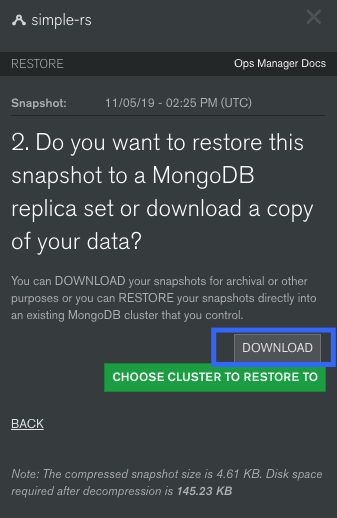 simple-rs
RESTORE Ops Manager Docs
Snapshot: 11/05/19 - 02:25 PM (UTC)
2. Do you want to restore this
snapshot to a MongoDB
replica set or download a copy
of your data?
You can DOWNLOAD your snapshots for archival or other
purposes or you can RESTORE your snapshots directly into
an existing MongoDB cluster that you control.
DOWNLOAD
CHOOSE CLUSTER TO RESTORE TO
BACK
Note: The compressed snapshot size is 4.61 KB. Disk space
required after decompression is 145.23 KB